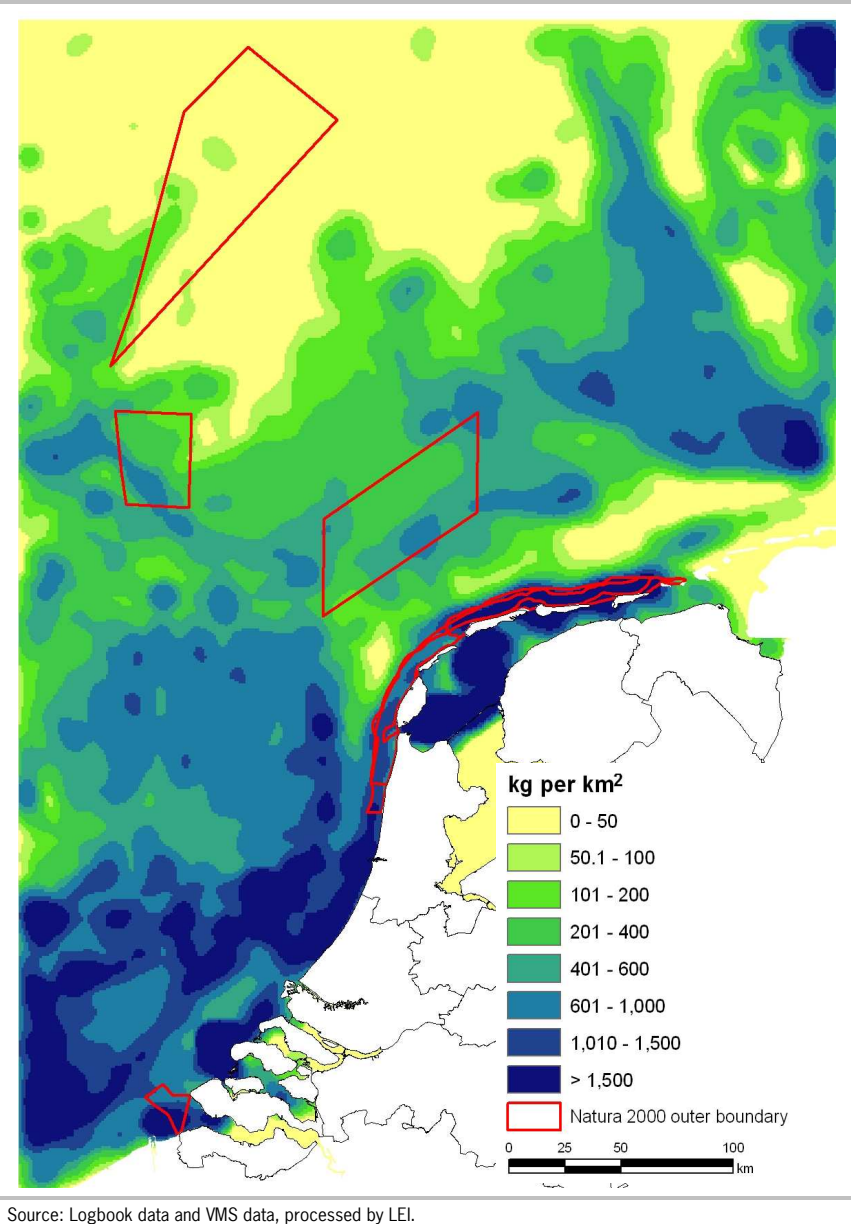 kg per km²
0 - 50
50.1 - 100
101 - 200
201 - 400
401 - 600
601 - 1,000
1,010 - 1,500
> 1,500
Natura 2000 outer boundary
0 25 50 100
km
Source: Logbook data and VMS data, processed by LEI.